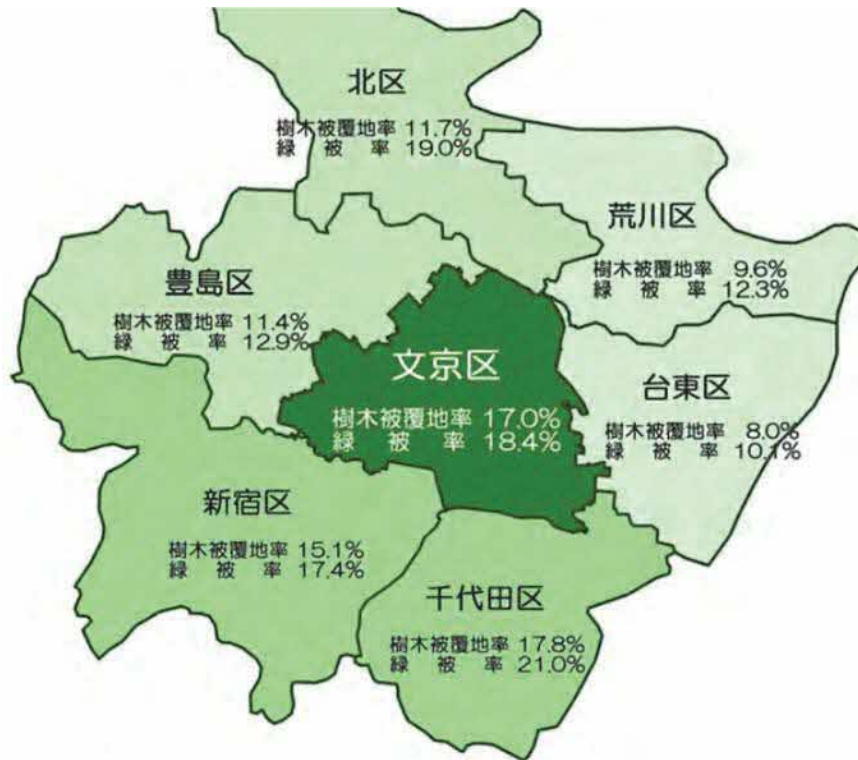 北区
樹木被覆地率 11.7%
緑被率 19.0%
荒川区
樹木被覆地率 9.6%
緑被率 12.3%
豊島区
樹木被覆地率 11.4%
緑被率 12.9%
文京区
樹木被覆地率 17.0%
緑被率 18.4%
台東区
樹木被覆地率 8.0%
緑被率 10.1%
新宿区
樹木被覆地率 15.1%
緑被率 17.4%
千代田区
樹木被覆地率 17.8%
緑被率 21.0%